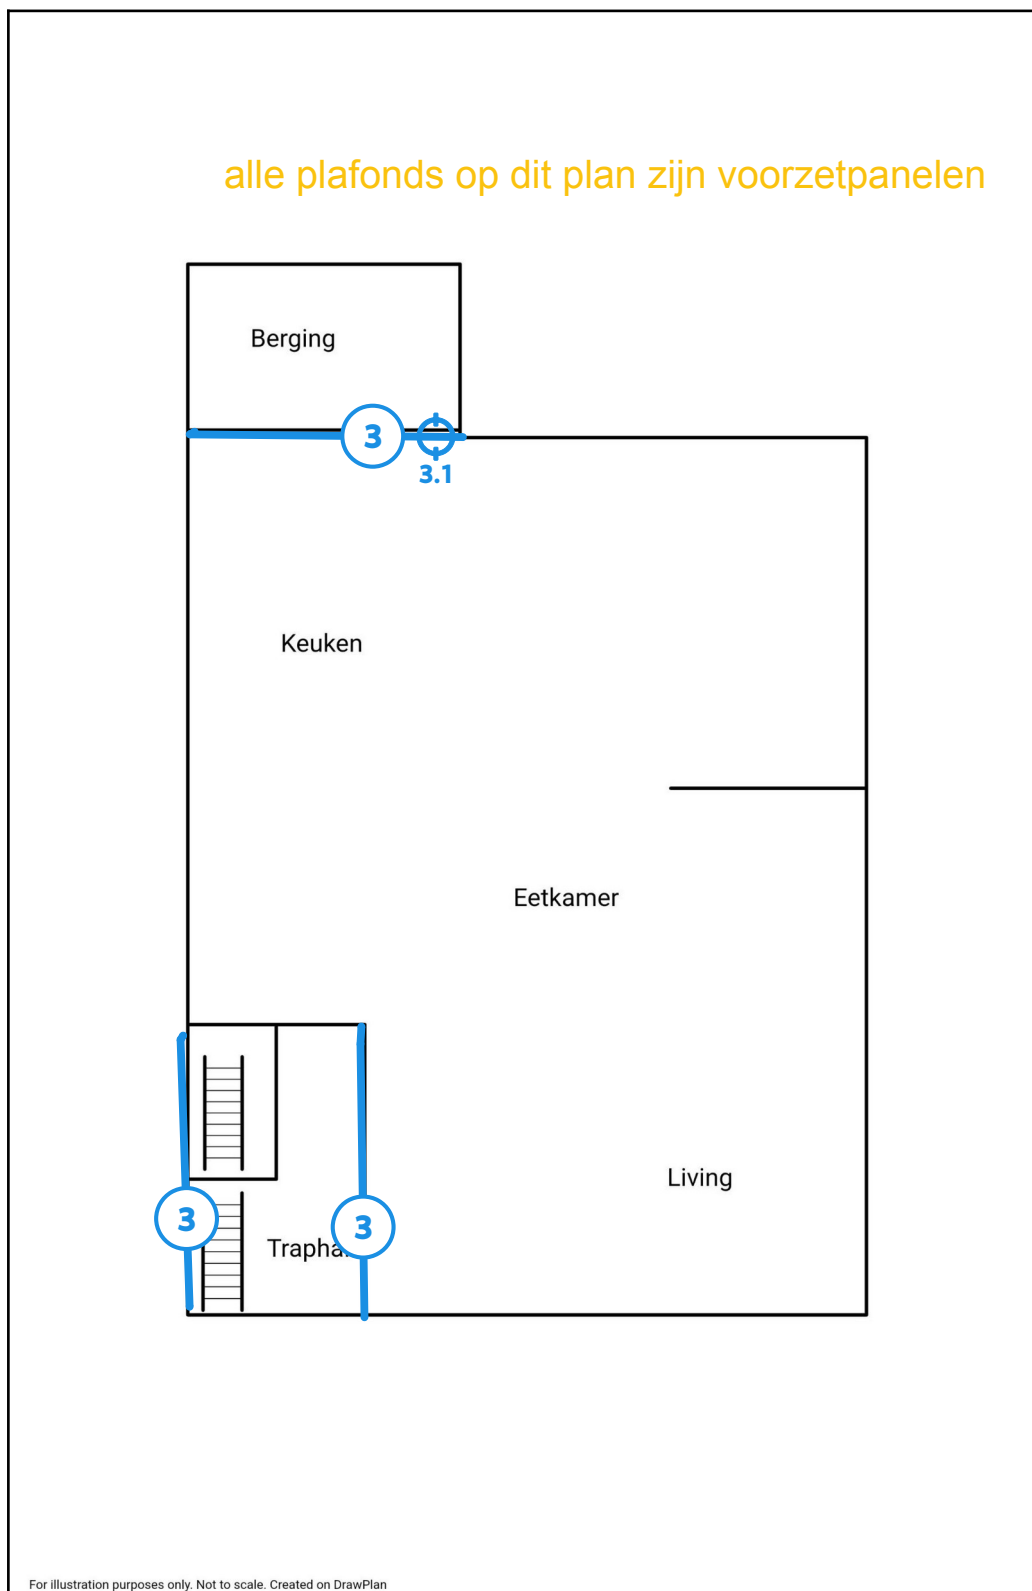 alle plafonds op dit plan zijn voorzetpanelen
Berging
3
3.1
Keuken
Eetkamer
Living
3
3
For illustration purposes only. Not to scale. Created on DrawPlan